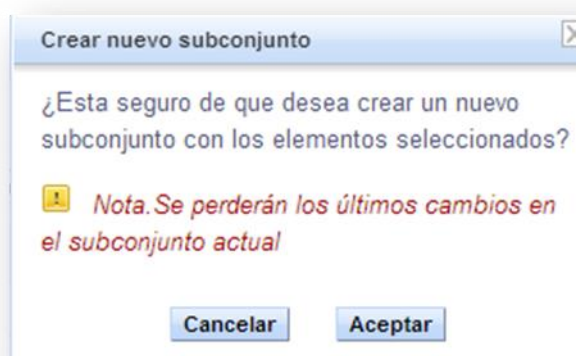 Crear nuevo subconjunto
¿Esta seguro de que desea crear un nuevo
subconjunto con los elementos seleccionados?
Nota.Se perderán los últimos cambios en
el subconjunto actual
Cancelar Aceptar